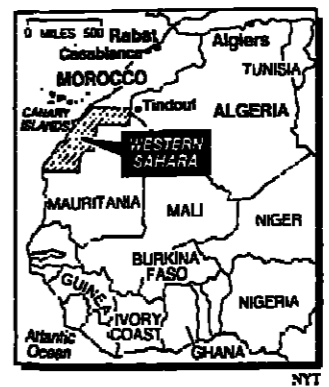 0 MILES 500
Rabat
Casablanca
Algiers
TUNISIA
MOROCCO
CANARY
ISLANDS
Tindouf
ALGERIA
WESTERN
SAHARA
MAURITANIA
MALI
NIGER
BURKINA
FASO
GUINEA
NIGERIA
IVORY
COAST
Atlantic
Ocean
GHANA
NYT